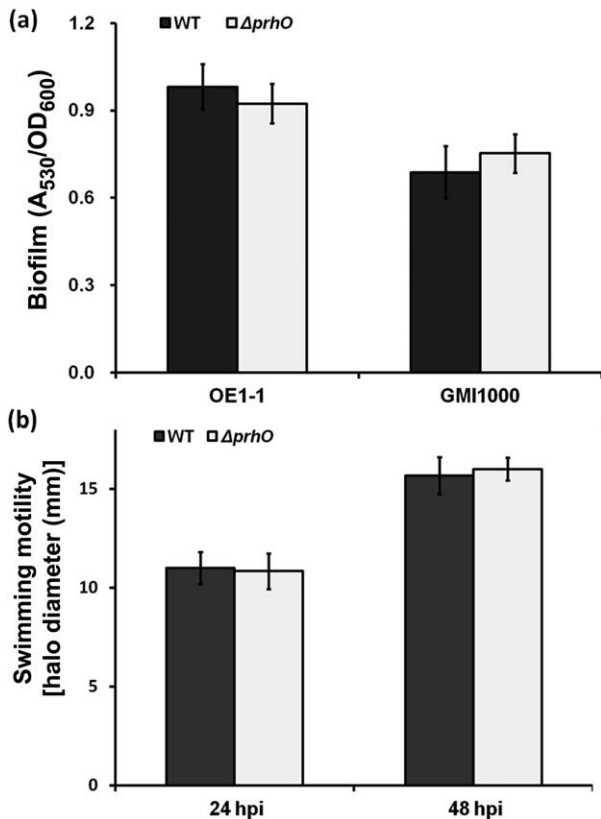 (a)
WT ΔprhO
Biofilm (A530/OD600)
1.2
0.9
0.6
0.3
0.0
OE1-1 GMI1000
(b)
WT ΔprhO
Swimming motility
[halo diameter (mm)]
15
10
5
0
24 hpi 48 hpi